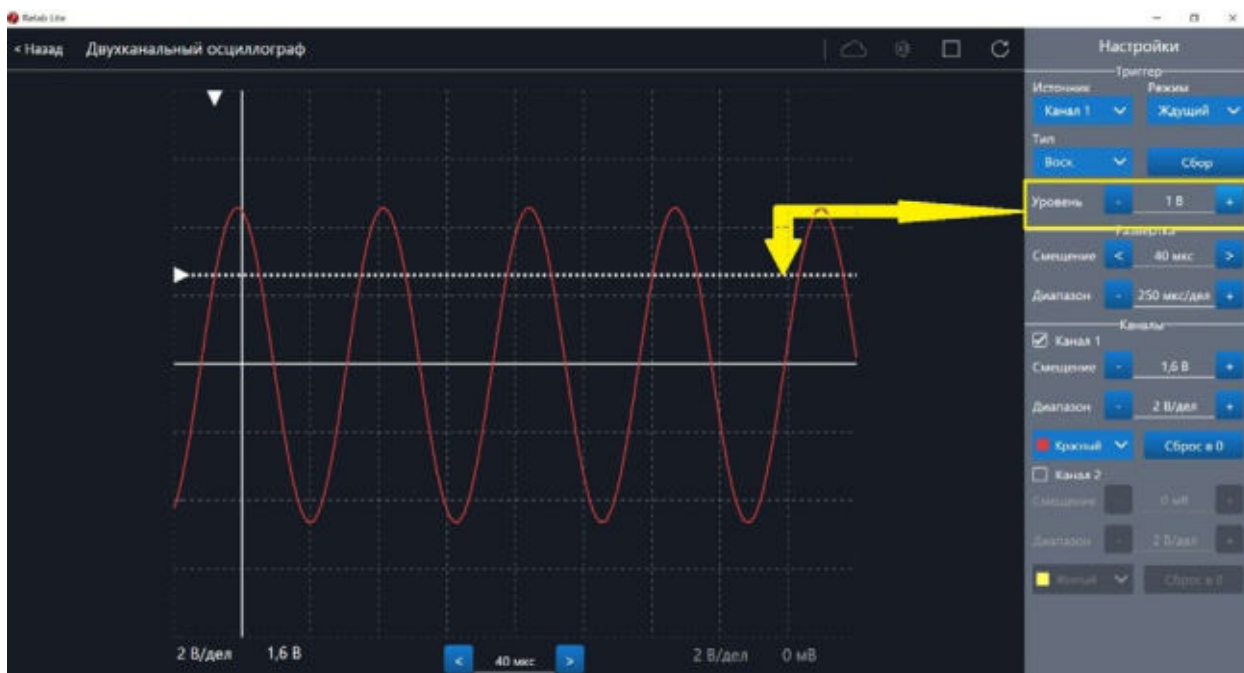 Relab Lite
< Назад Двухканальный осциллограф
Настройки
Триггер
Источник Режим
Канал 1 Ждущий
Тип
Восх. Сбор
Уровень - 1 В +
Развертка
Смещение < 40 мкс >
Диапазон - 250 мкс/дел +
Каналы
Канал 1
Смещение - 1,6 В +
Диапазон - 2 В/дел +
Красный Сброс в 0
Канал 2
Смещение - 0 мВ +
Диапазон - 2 В/дел +
Желтый Сброс в 0
2 В/дел 1,6 В < 40 мкс > 2 В/дел 0 мВ